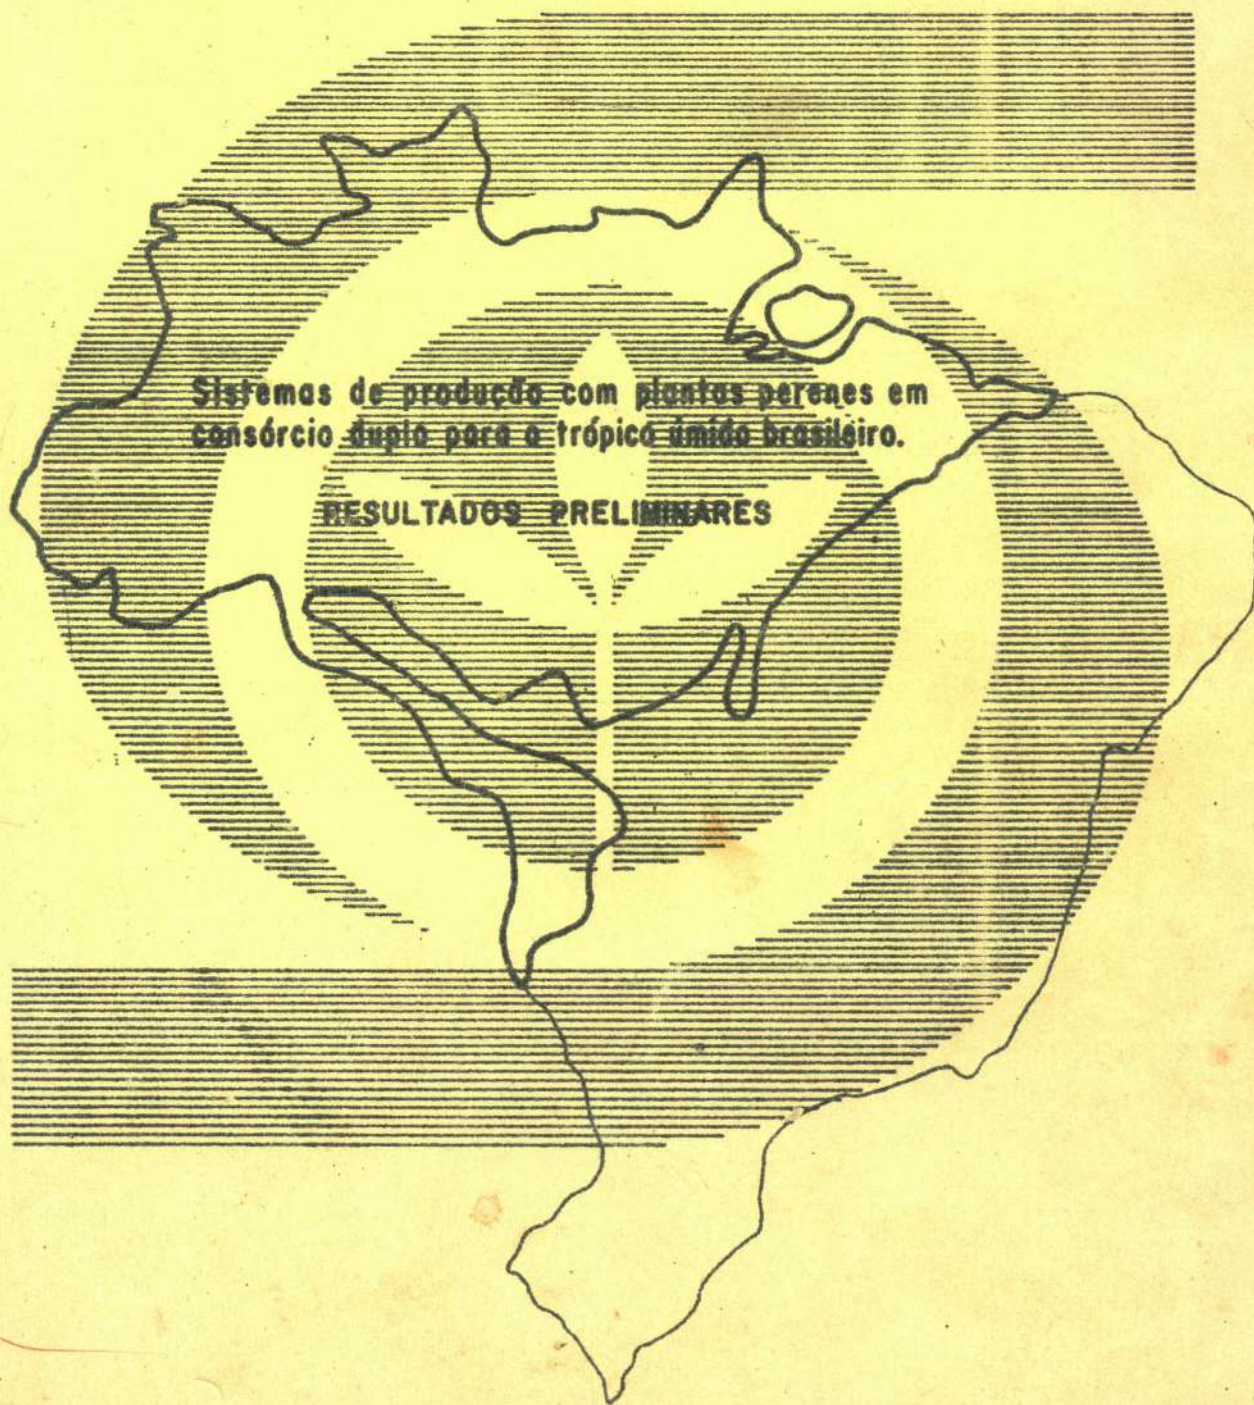 Sistemas de produção com plantas perenes em
consórcio duplo para o trópico úmido brasileiro.
RESULTADOS PRELIMINARES